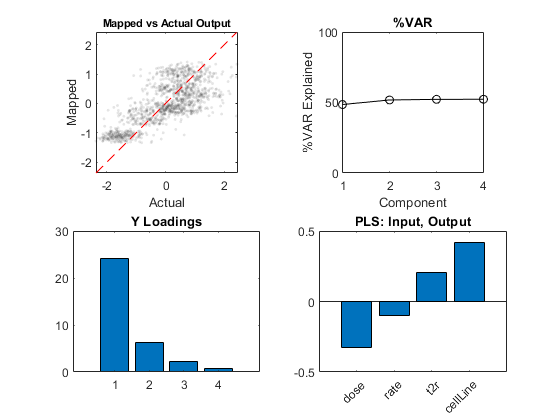 Mapped vs Actual Output
2
1
0
-1
-2
Mapped
-2
0
2
Actual
%VAR
100
50
0
%VAR Explained
1
2
3
4
Component
Y Loadings
30
20
10
0
1
2
3
4
PLS: Input, Output
0.5
0
-0.5
dose
rate
t2r
cellLine